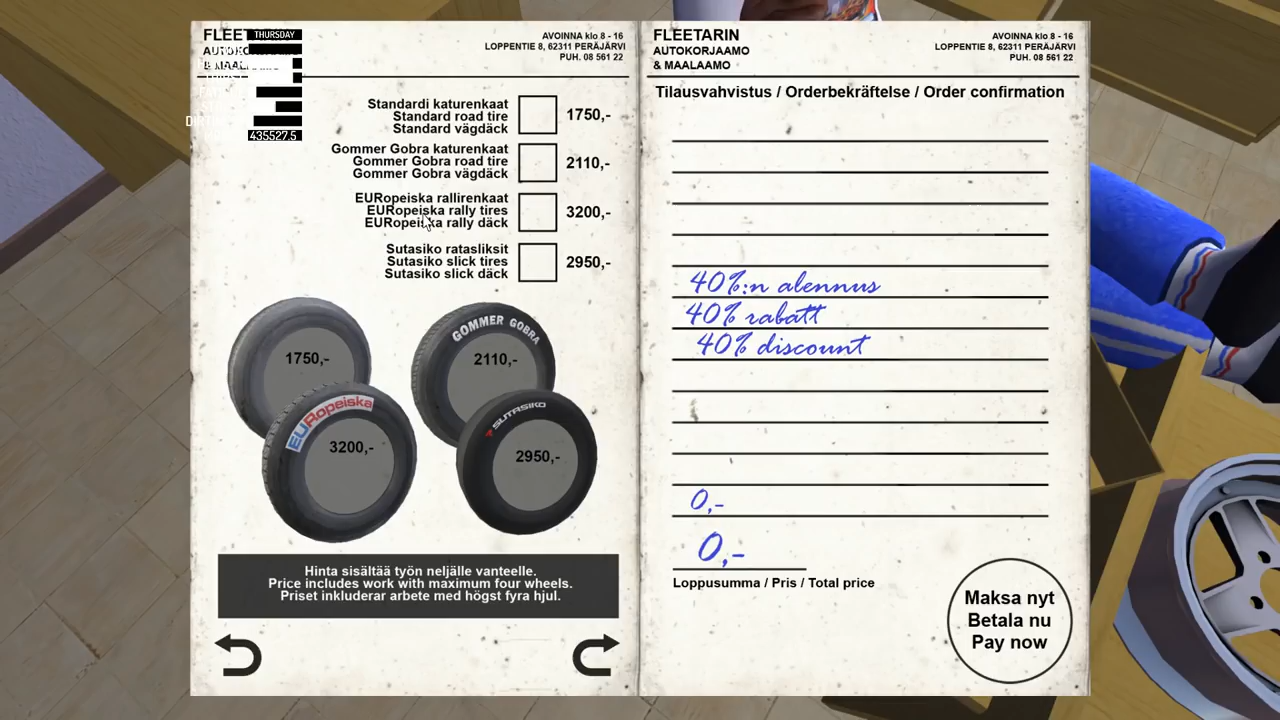 FLEETARIN
AUTOKORJAAMO
& MAALAAMO
AVOINNA klo 8 - 16
LOPPENTIE 8, 62311 PERÄJÄRVI
PUH. 08 561 22
THURSDAY
435527.5
Standardi katurenkaat
Standard road tire
Standard vägdäck
1750,-
Gommer Gobra katurenkaat
Gommer Gobra road tire
Gommer Gobra vägdäck
2110,-
EURopeiska rallirenkaat
EURopeiska rally tires
EURopeiska rally däck
3200,-
Sutasiko ratasliksit
Sutasiko slick tires
Sutasiko slick däck
2950,-
1750,-
GOMMER GOBRA
2110,-
EURopeiska
3200,-
SUTASIKO
2950,-
Hinta sisältää työn neljälle vanteelle.
Price includes work with maximum four wheels.
Priset inkluderar arbete med högst fyra hjul.
FLEETARIN
AUTOKORJAAMO
& MAALAAMO
AVOINNA klo 8 - 16
LOPPENTIE 8, 62311 PERÄJÄRVI
PUH. 08 561 22
Tilausvahvistus / Orderbekräftelse / Order confirmation
40%:n alennus
40% rabatt
40% discount
0,-
0,-
Loppusumma / Pris / Total price
Maksa nyt
Betala nu
Pay now